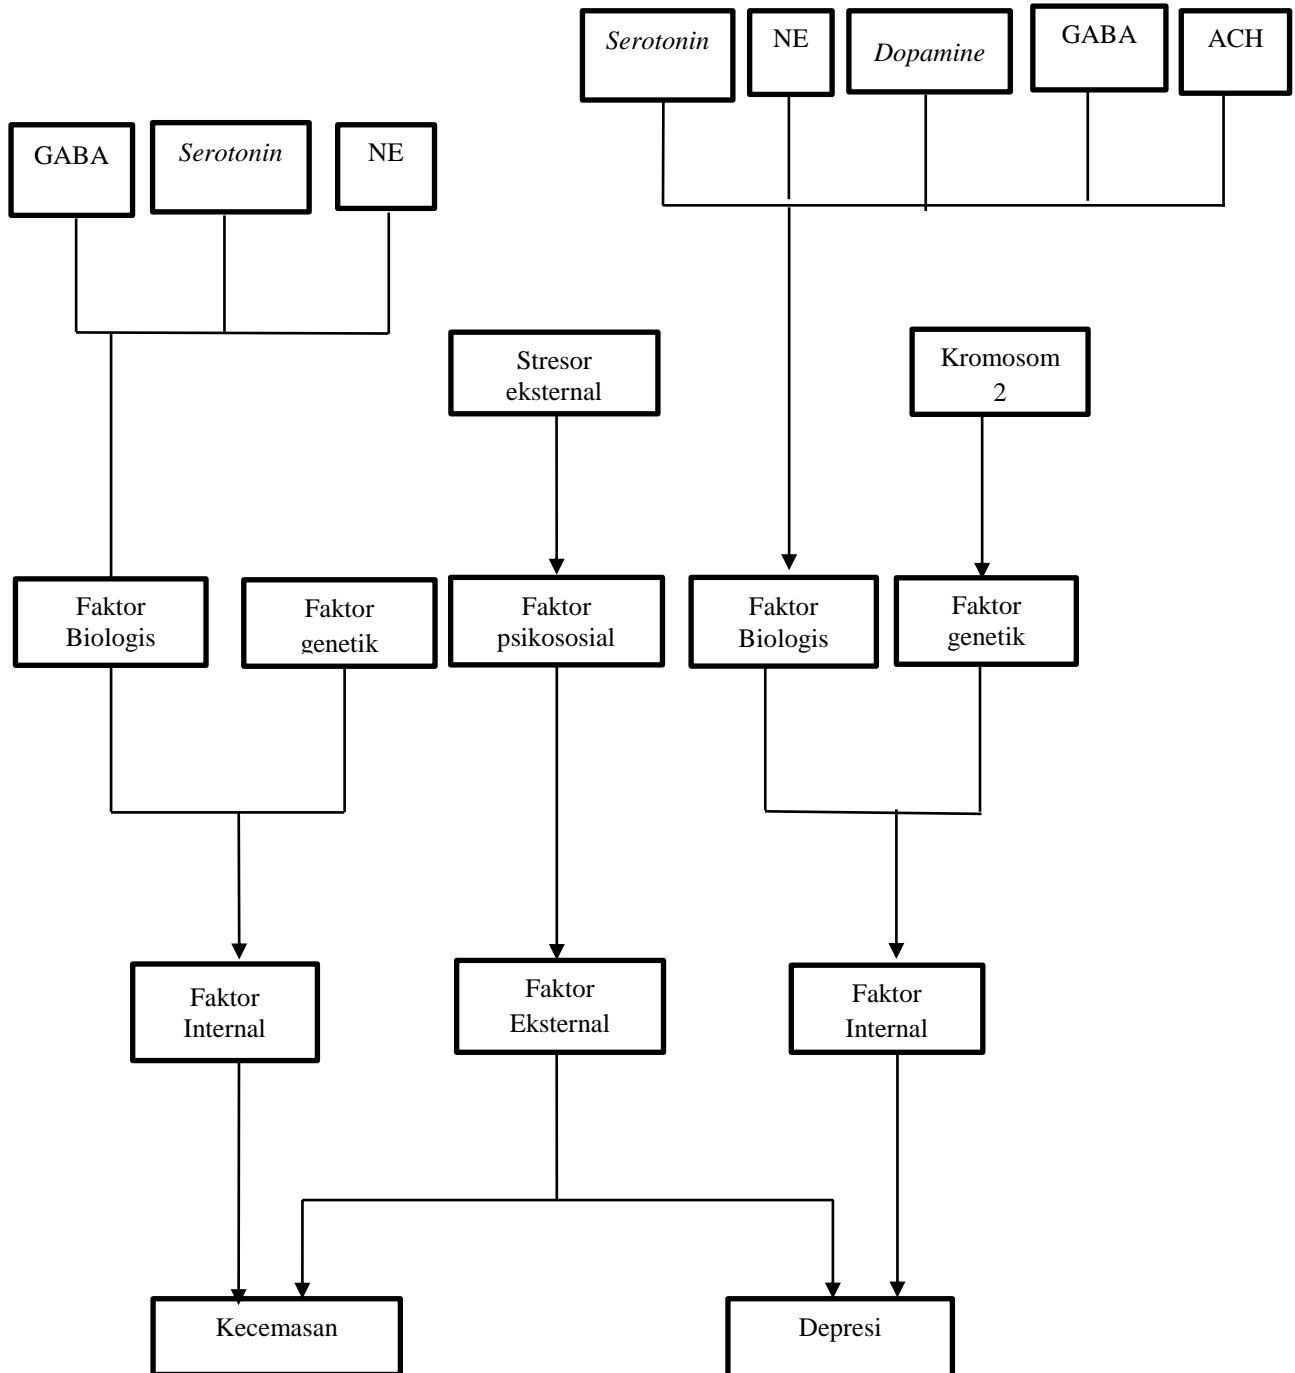 Serotonin
NE
Dopamine
GABA
ACH
GABA
Serotonin
NE
Stresor
eksternal
Kromosom
2
Faktor
Biologis
Faktor
genetik
Faktor
psikososial
Faktor
Biologis
Faktor
genetik
Faktor
Internal
Faktor
Eksternal
Faktor
Internal
Kecemasan
Depresi